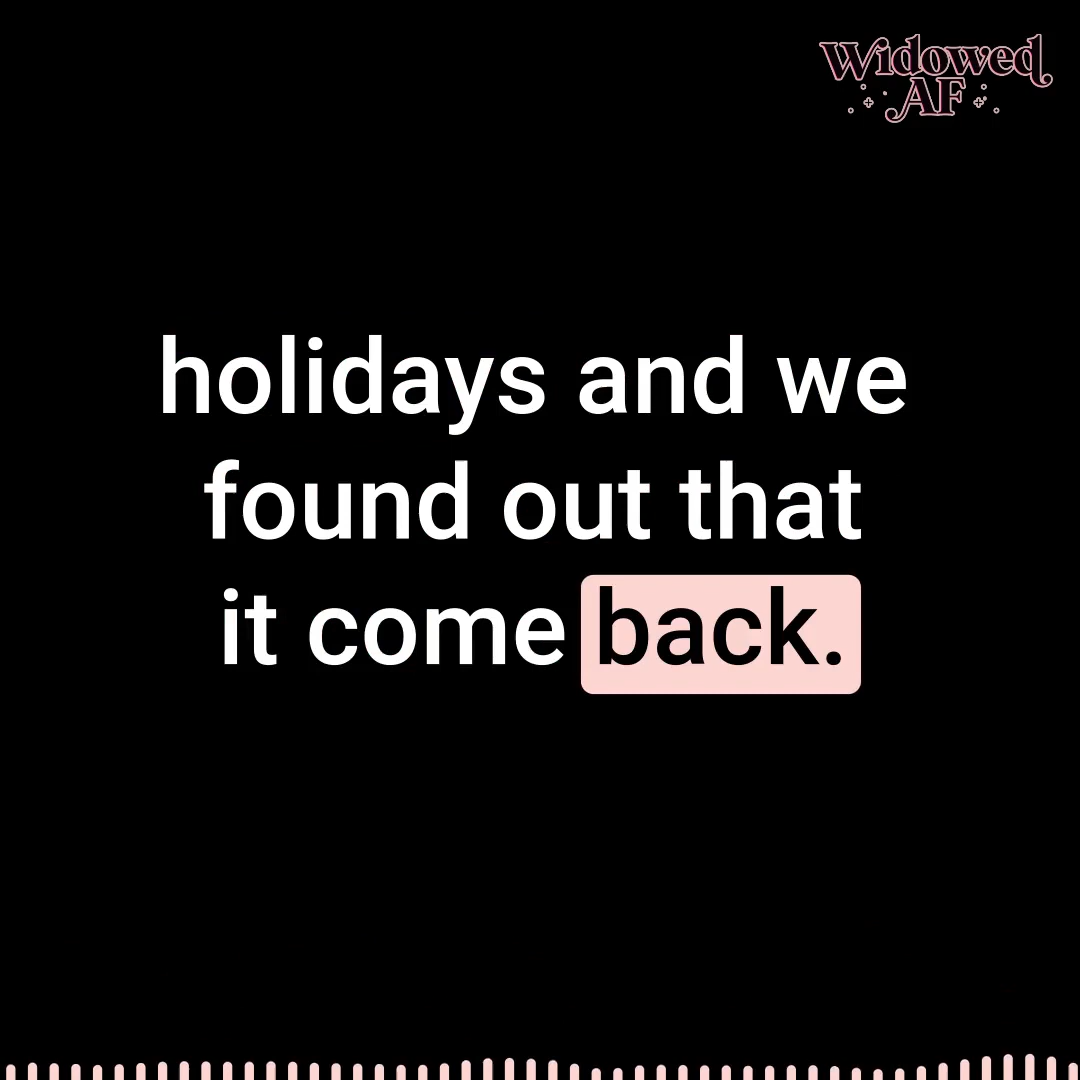 Widowed
AF
holidays and we
found out that
it come back.